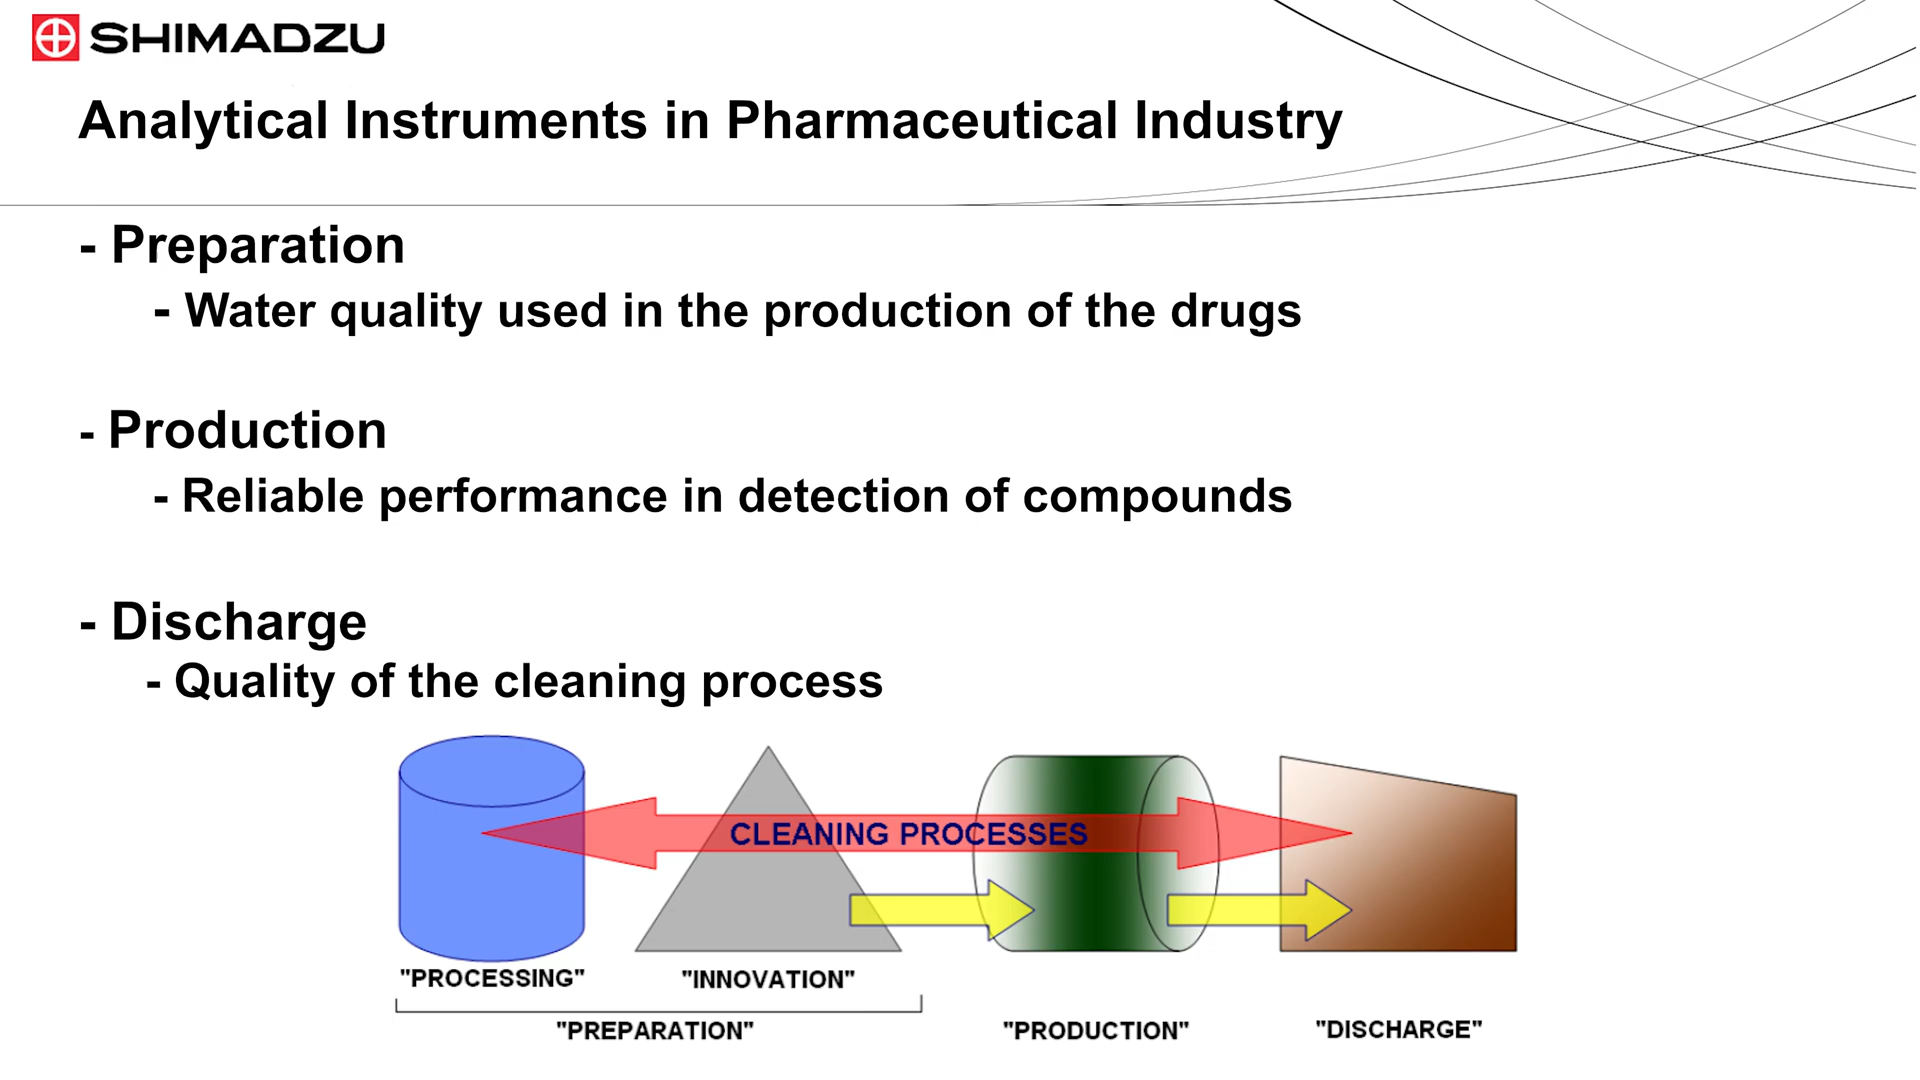 SHIMADZU
Analytical Instruments in Pharmaceutical Industry
- Preparation
- Water quality used in the production of the drugs
- Production
- Reliable performance in detection of compounds
- Discharge
- Quality of the cleaning process
CLEANING PROCESSES
"PROCESSING" "INNOVATION"
"PREPARATION" "PRODUCTION" "DISCHARGE"